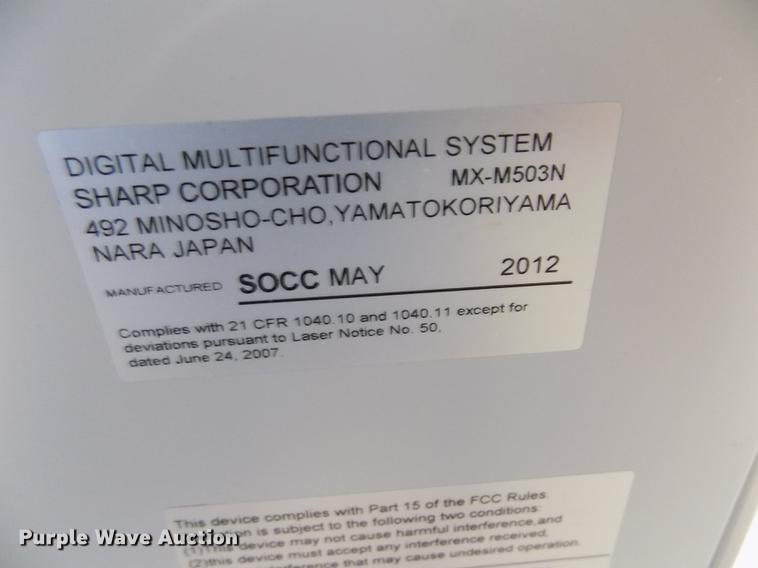 DIGITAL MULTIFUNCTIONAL SYSTEM
SHARP CORPORATION MX-M503N
492 MINOSHO-CHO,YAMATOKORIYAMA
NARA JAPAN
MANUFACTURED SOCC MAY 2012
Complies with 21 CFR 1040.10 and 1040.11 except for
deviations pursuant to Laser Notice No. 50,
dated June 24, 2007.
This device complies with Part 15 of the FCC Rules.
is subject to the following two conditions:
(1)This device may not cause harmful interference,and
(2)this device must accept any interference received,
interference that may cause undesired operation.
Purple Wave Auction